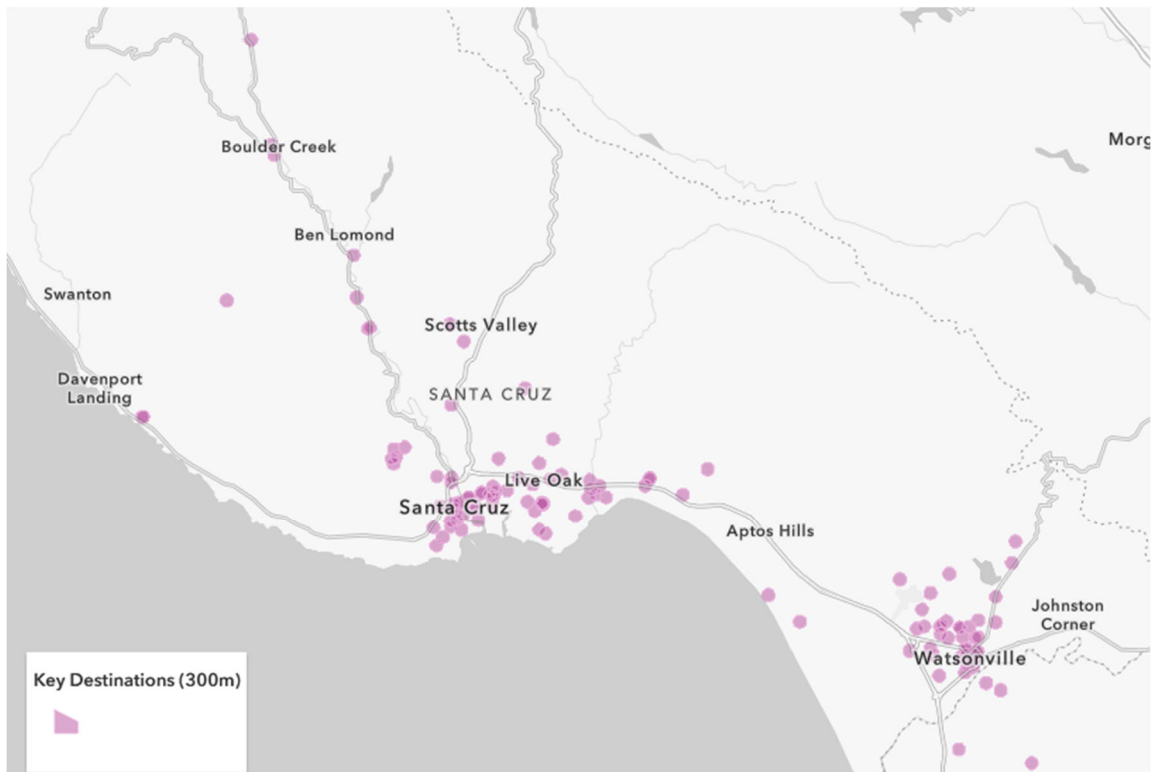 Morg
Boulder Creek
Ben Lomond
Swanton
Scotts Valley
Davenport
Landing
SANTA CRUZ
Live Oak
Santa Cruz
Aptos Hills
Johnston
Corner
Watsonville
Key Destinations (300m)